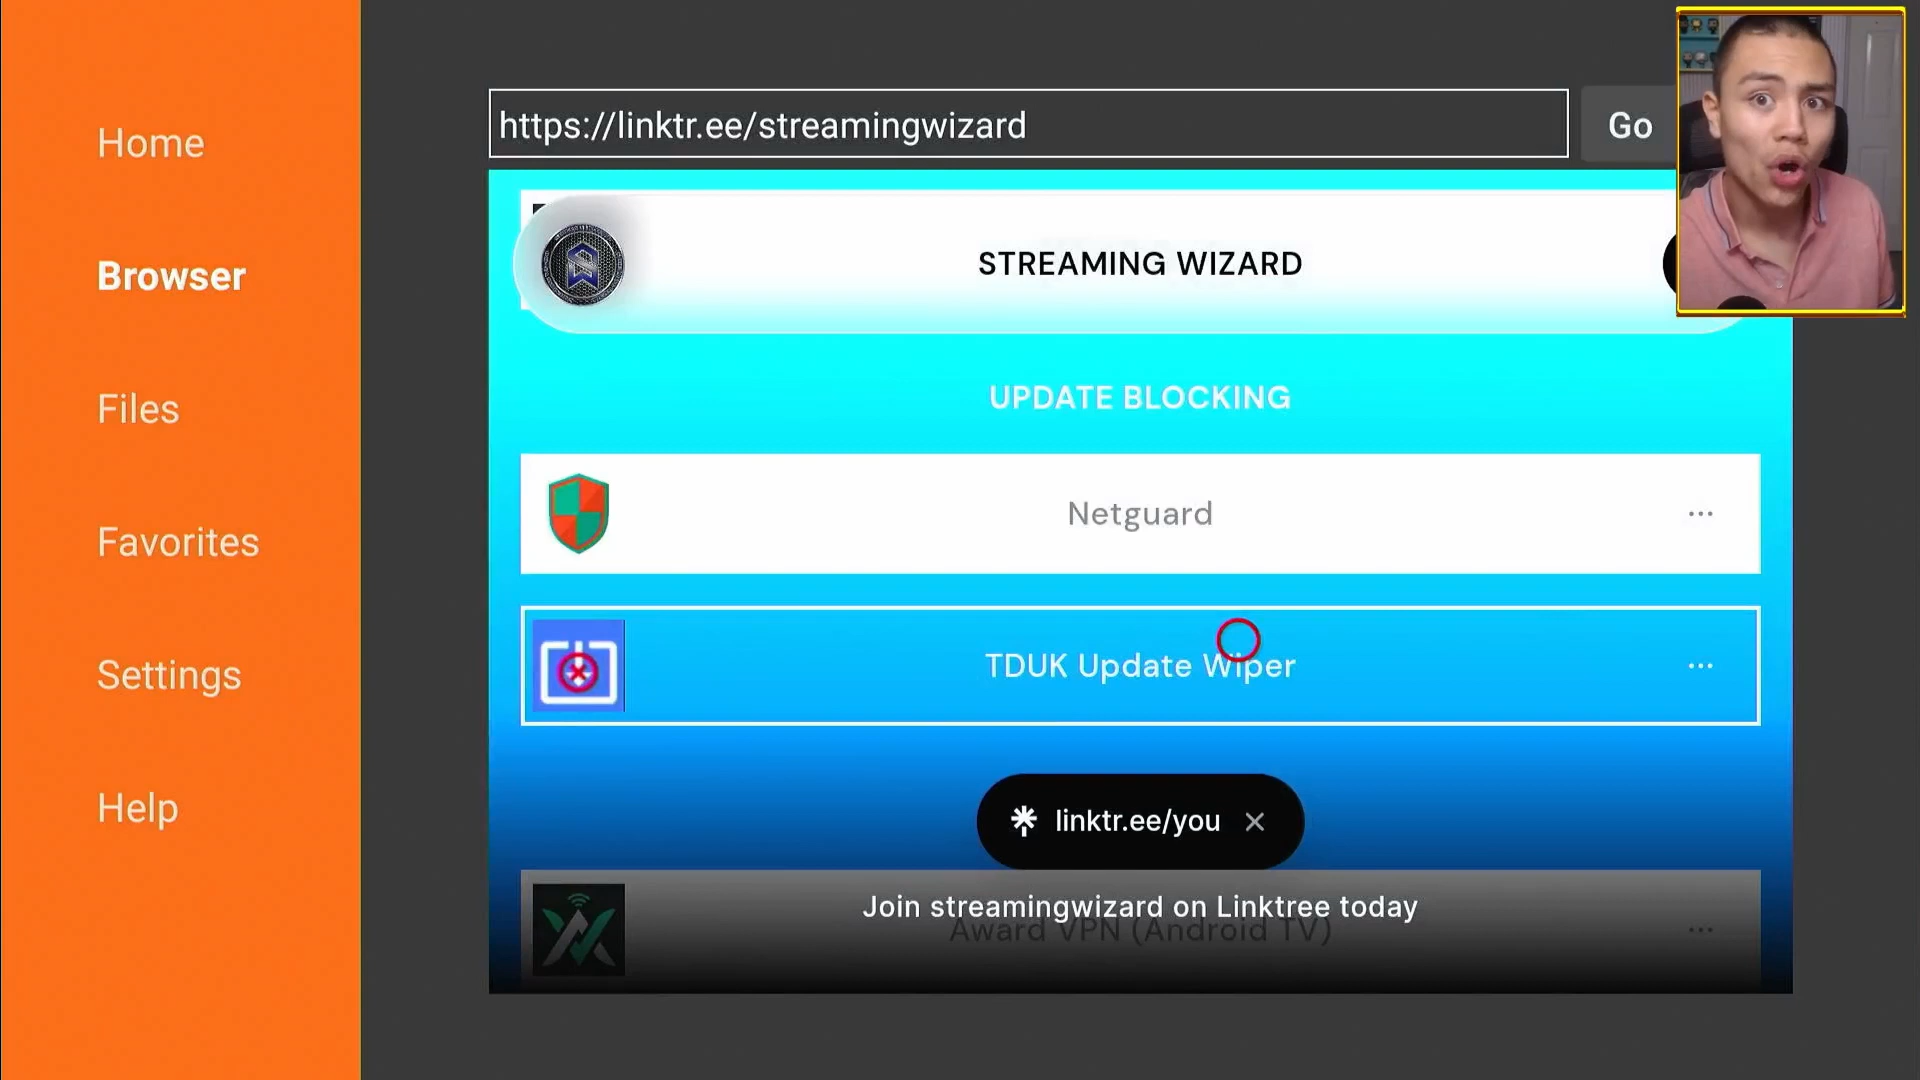 Home
Browser
Files
Favorites
Settings
Help
https://linktr.ee/streamingwizard
Go
STREAMING WIZARD
UPDATE BLOCKING
Netguard
TDUK Update Wiper
linktr.ee/you
Join streamingwizard on Linktree today
Award VPN (Android TV)